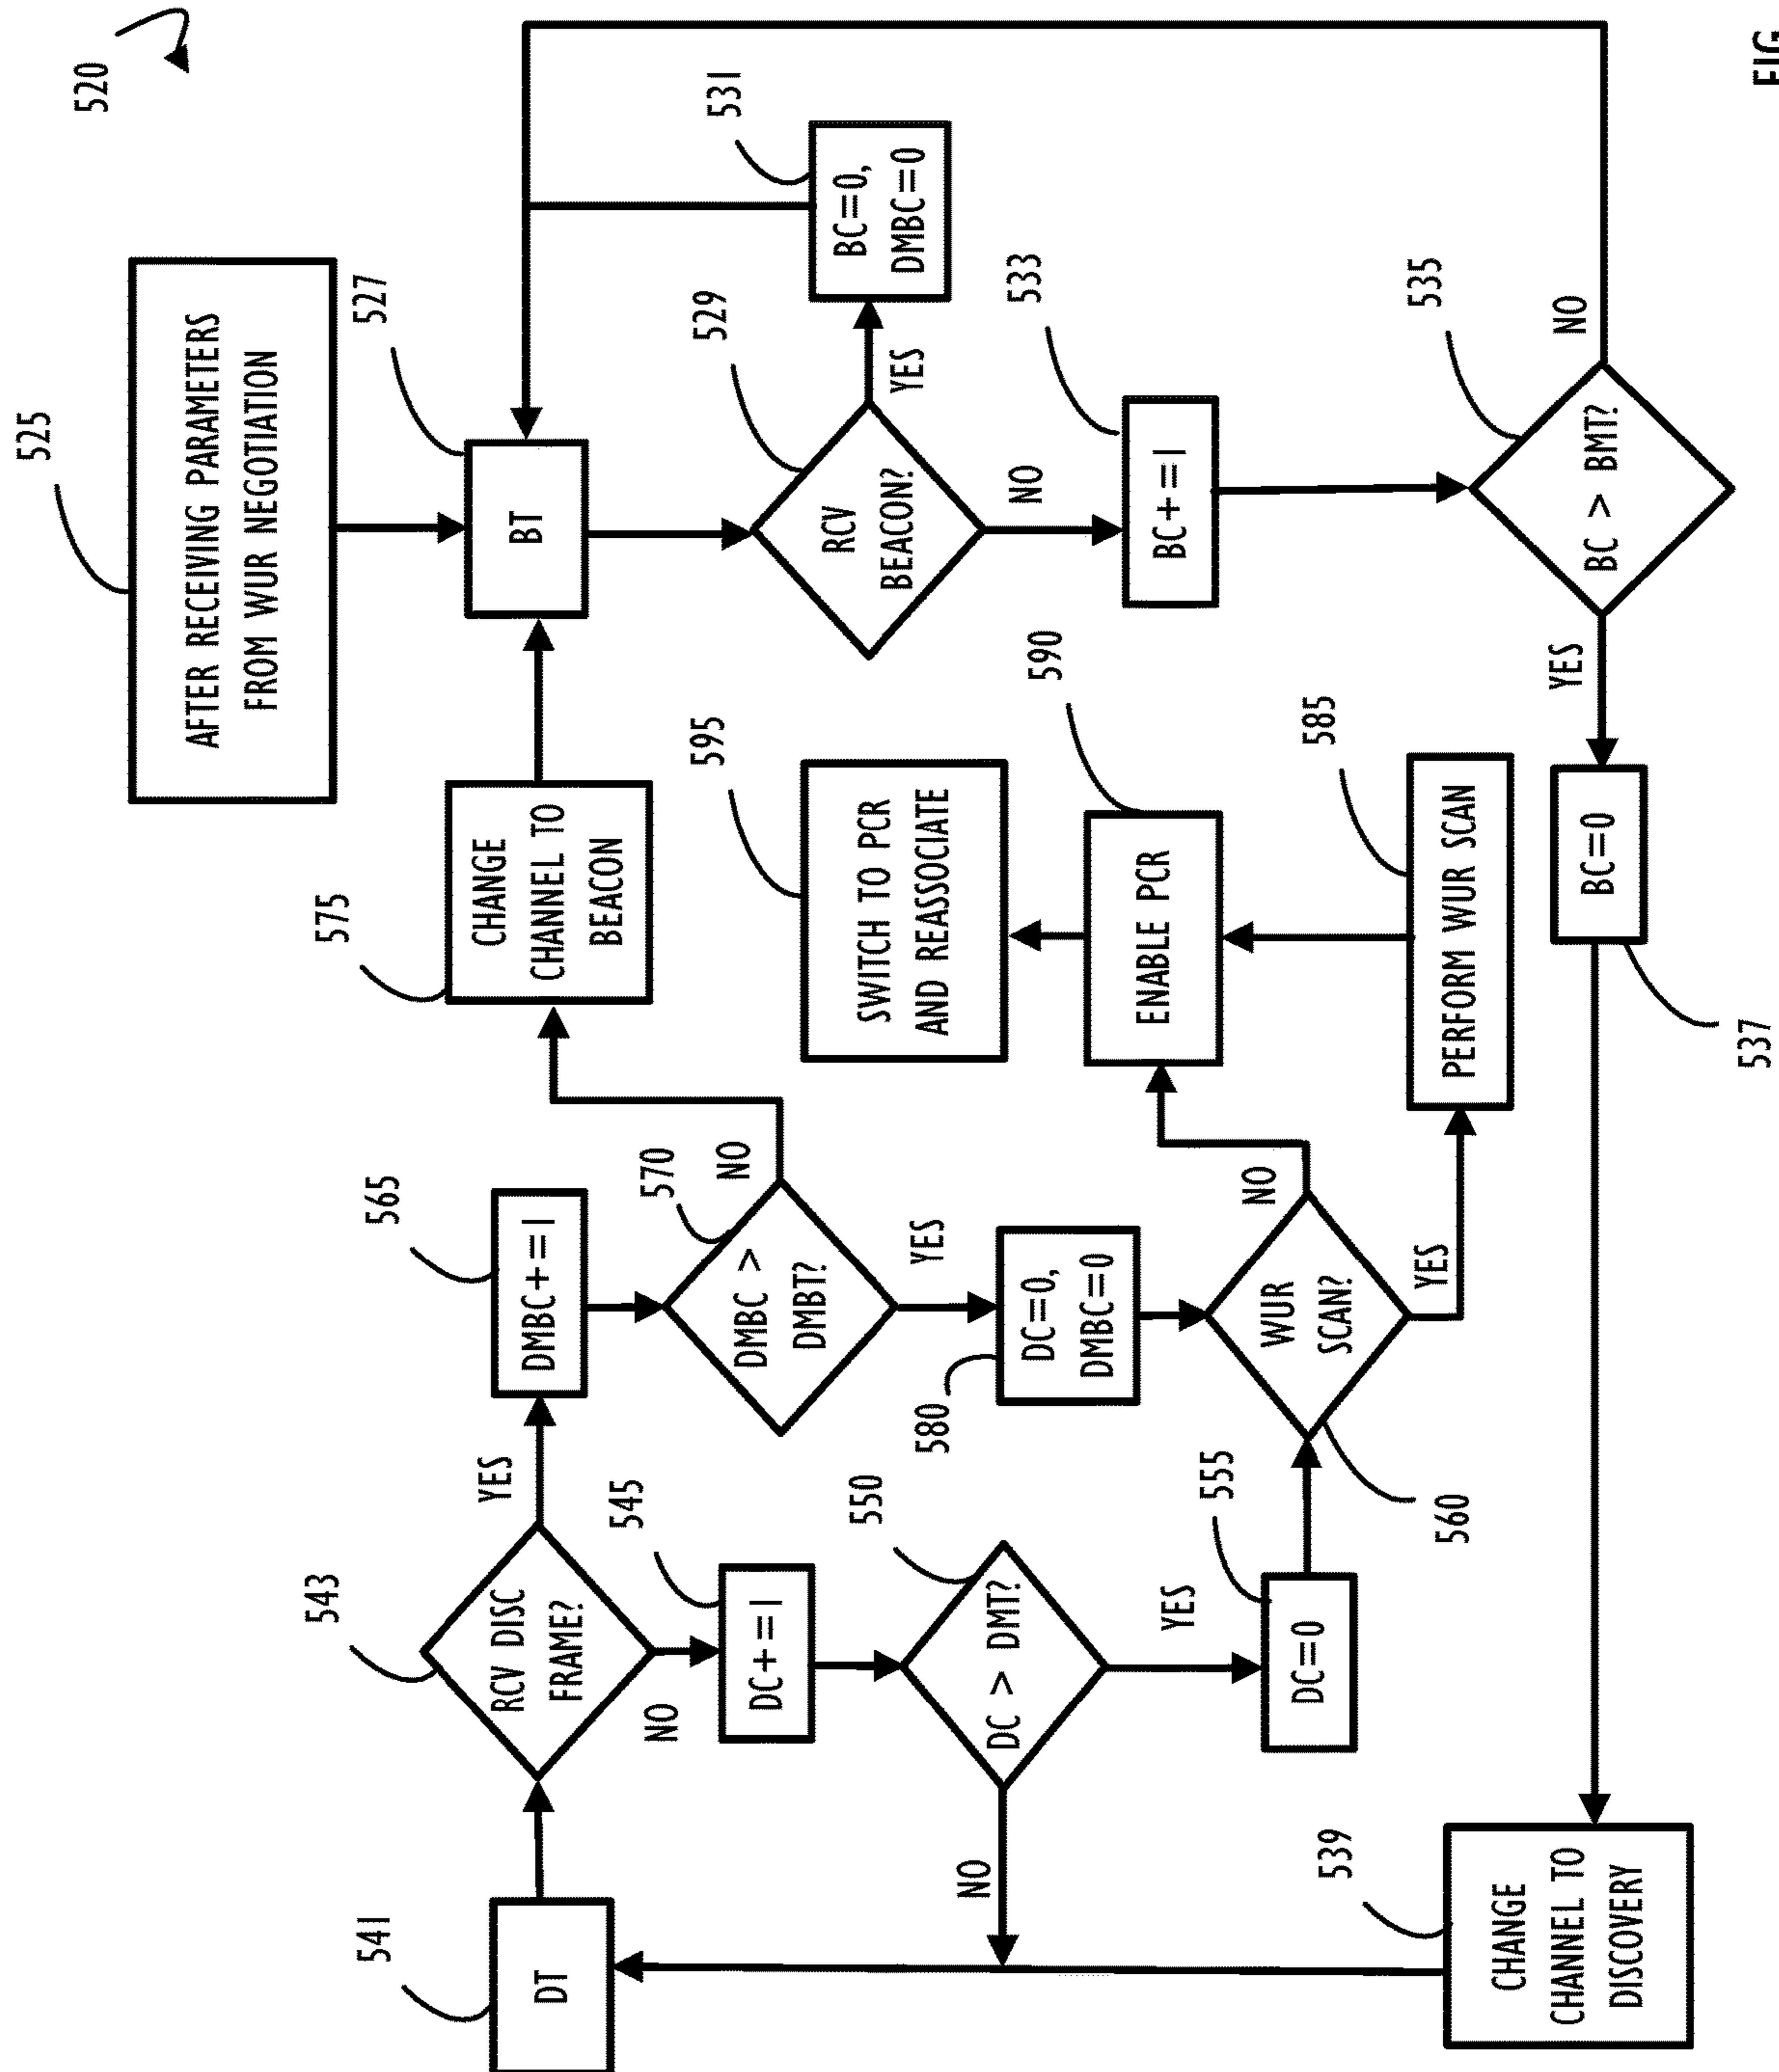 520
525
AFTER RECEIVING PARAMETERS
FROM WUR NEGOTIATION
527
BT
529
RCV
BEACON?
YES
531
BC=0,
DMBC=0
NO
533
BC+=1
535
BC > BMT?
NO
YES
537
BC=0
539
CHANGE
CHANNEL TO
DISCOVERY
541
DT
543
RCV DISC
FRAME?
YES
NO
545
DC+=1
550
DC > DMT?
NO
YES
555
DC=0
560
WUR
SCAN?
NO
YES
565
DMBC+=1
570
DMBC >
DMBT?
NO
YES
575
CHANGE
CHANNEL TO
BEACON
580
DC=0,
DMBC=0
585
PERFORM WUR SCAN
590
ENABLE PCR
595
SWITCH TO PCR
AND REASSOCIATE
FIG